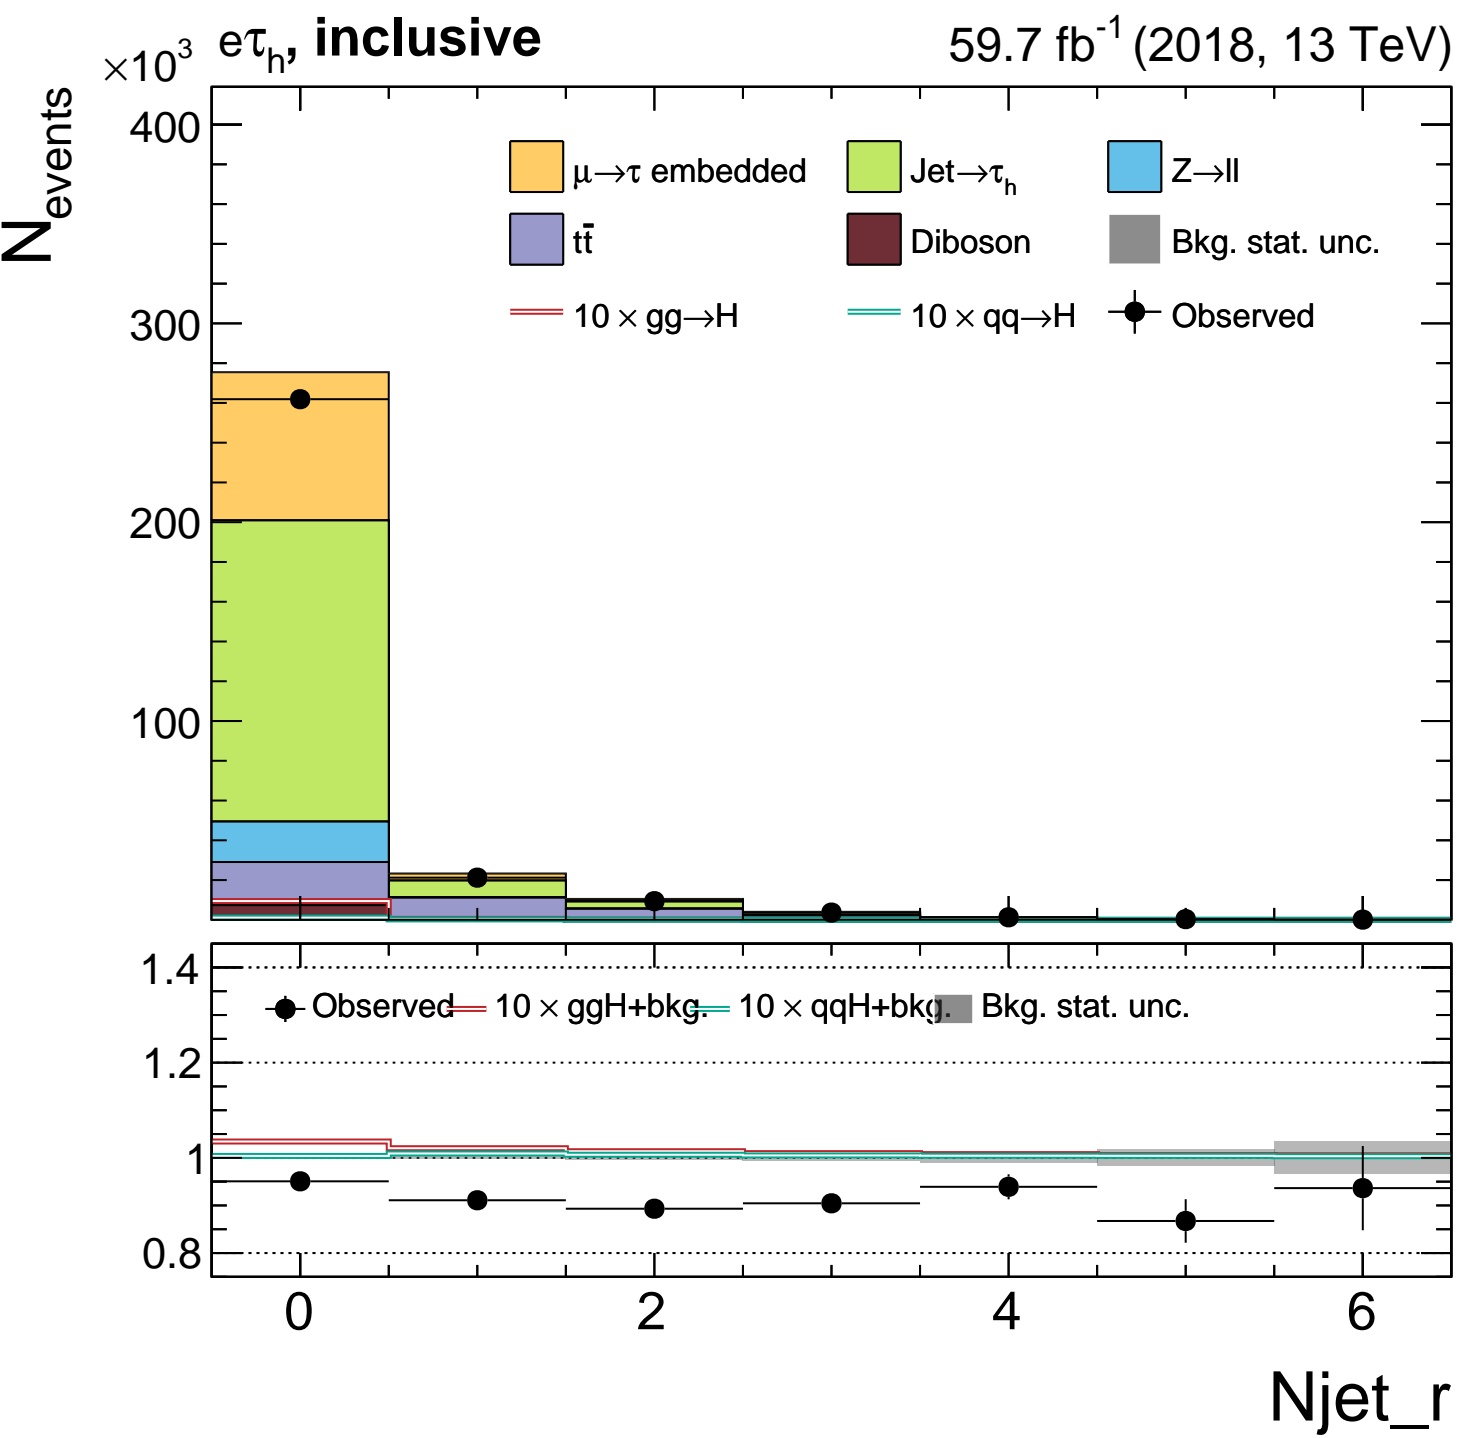 ×10³ eτₕ, inclusive 59.7 fb⁻¹ (2018, 13 TeV)
N_events
400
300
200
100
μ→τ embedded Jet→τₕ Z→ll
tt̄ Diboson Bkg. stat. unc.
10 × gg→H 10 × qq→H Observed
1.4
1.2
1
0.8
Observed 10 × ggH+bkg. 10 × qqH+bkg. Bkg. stat. unc.
0 2 4 6
Njet_r